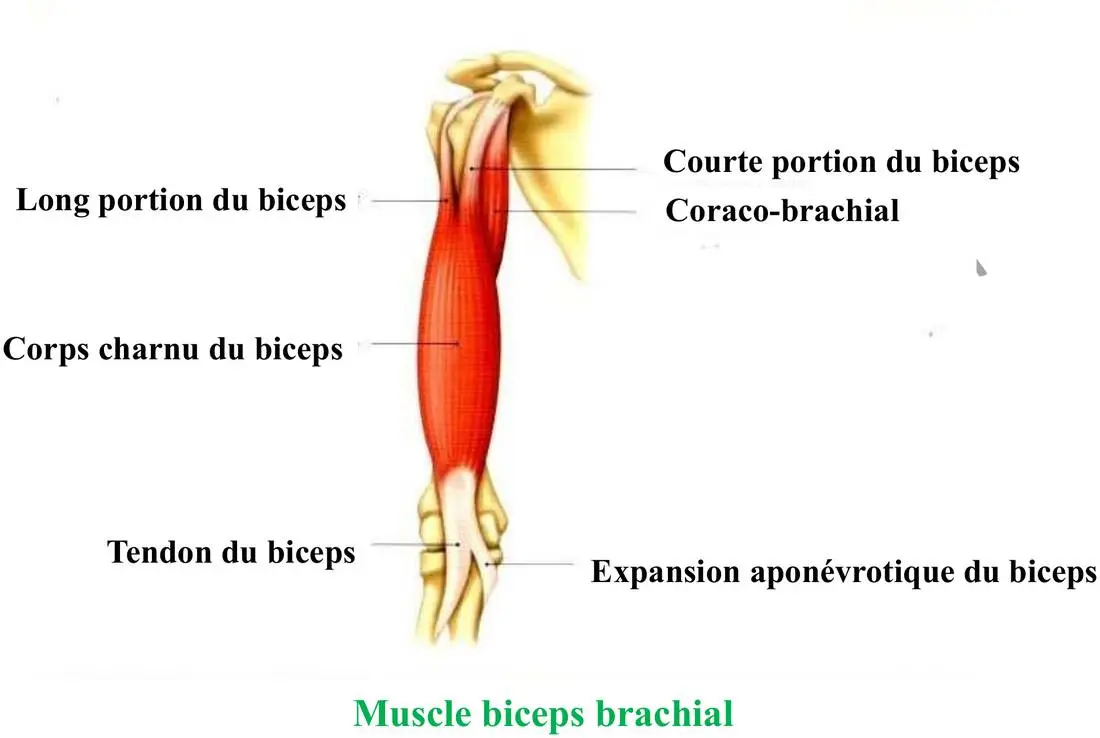 Courte portion du biceps
Long portion du biceps
Coraco-brachial
Corps charnu du biceps
Tendon du biceps
Expansion aponévrotique du biceps
Muscle biceps brachial